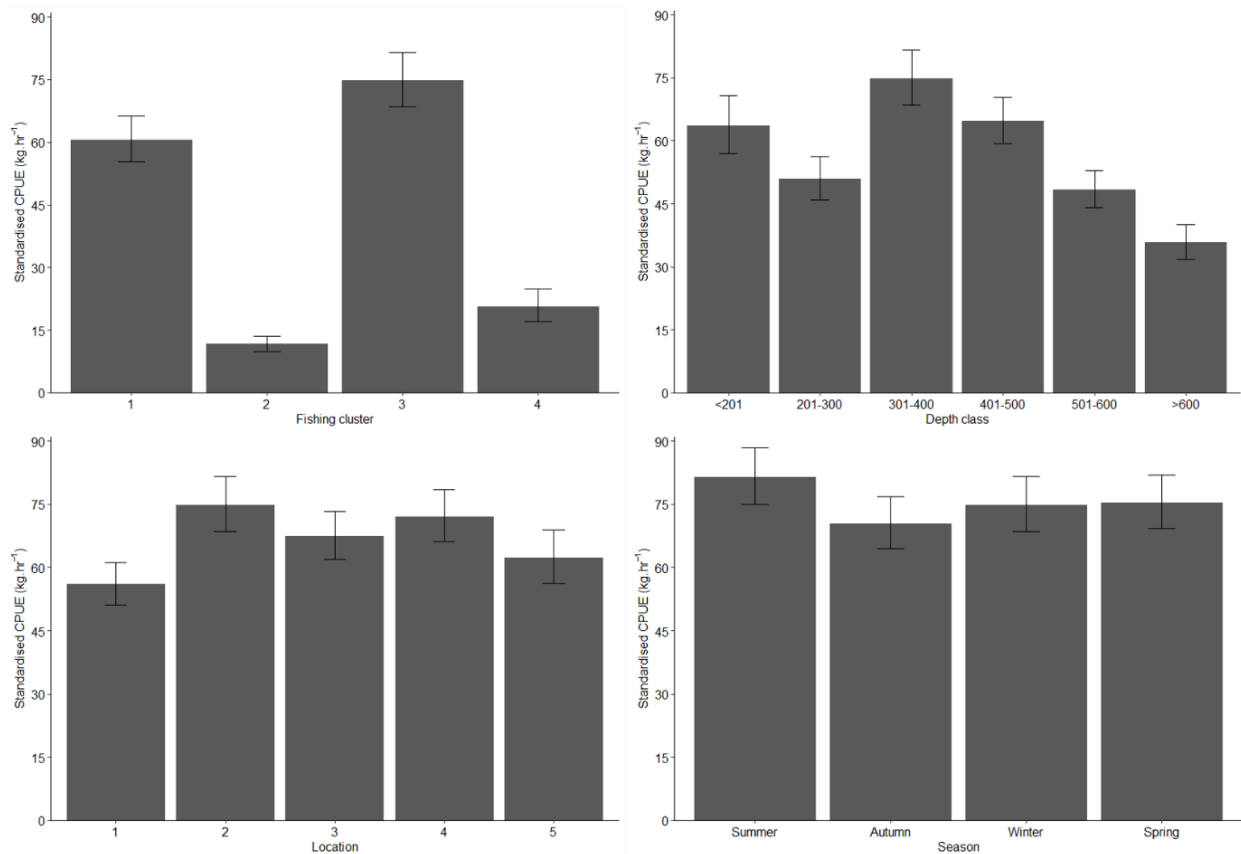 90
75
60
45
30
15
0
Standardised CPUE (kg.hr⁻¹)
1 2 3 4
Fishing cluster
90
75
60
45
30
15
0
Standardised CPUE (kg.hr⁻¹)
<201 201-300 301-400 401-500 501-600 >600
Depth class
90
75
60
45
30
15
0
Standardised CPUE (kg.hr⁻¹)
1 2 3 4 5
Location
90
75
60
45
30
15
0
Standardised CPUE (kg.hr⁻¹)
Summer Autumn Winter Spring
Season